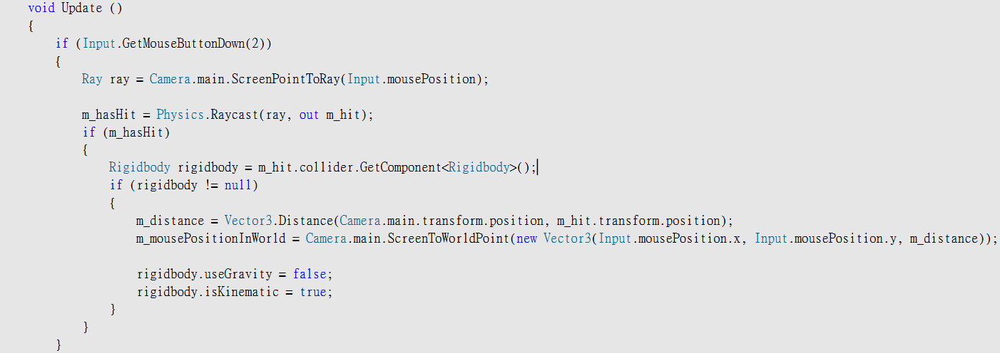 void Update ()
{
if (Input.GetMouseButtonDown(2))
{
Ray ray = Camera.main.ScreenPointToRay(Input.mousePosition);
m_hasHit = Physics.Raycast(ray, out m_hit);
if (m_hasHit)
{
Rigidbody rigidbody = m_hit.collider.GetComponent<Rigidbody>();
if (rigidbody != null)
{
m_distance = Vector3.Distance(Camera.main.transform.position, m_hit.transform.position);
m_mousePositionInWorld = Camera.main.ScreenToWorldPoint(new Vector3(Input.mousePosition.x, Input.mousePosition.y, m_distance));
rigidbody.useGravity = false;
rigidbody.isKinematic = true;
}
}
}